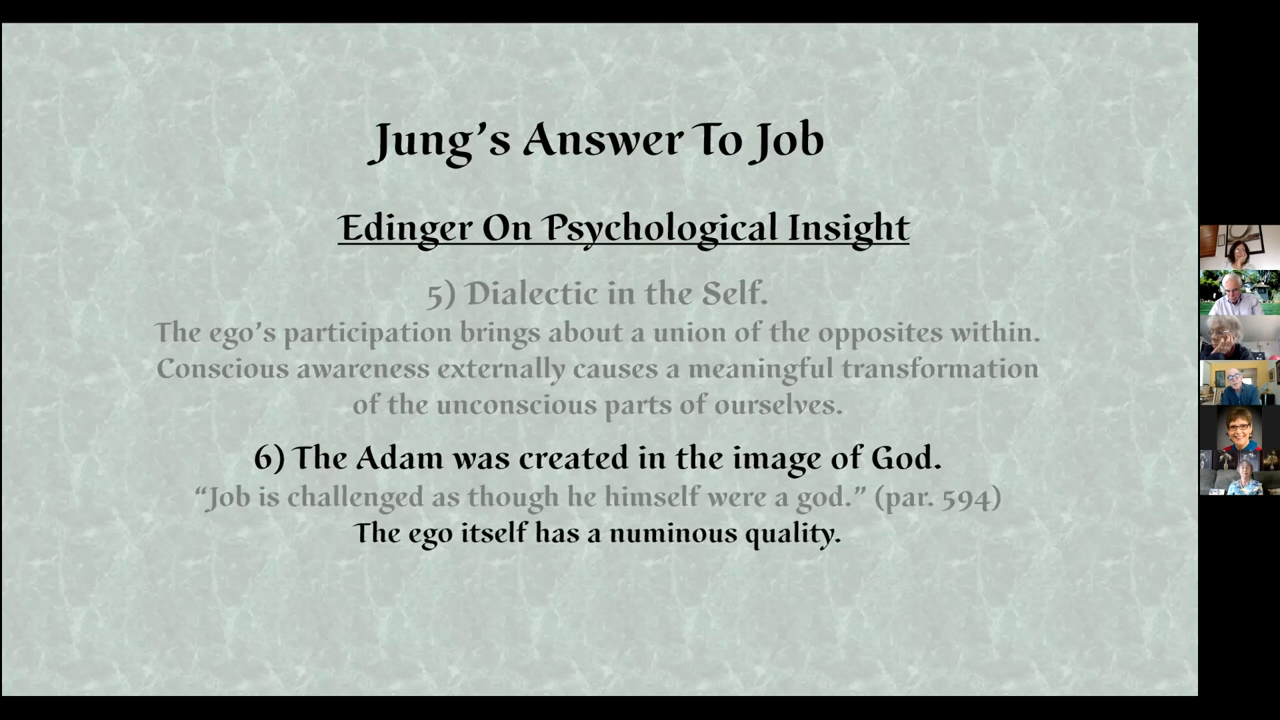 Jung’s Answer To Job
Edinger On Psychological Insight
5) Dialectic in the Self.
The ego’s participation brings about a union of the opposites within.
Conscious awareness externally causes a meaningful transformation
of the unconscious parts of ourselves.
6) The Adam was created in the image of God.
“Job is challenged as though he himself were a god.” (par. 594)
The ego itself has a numinous quality.